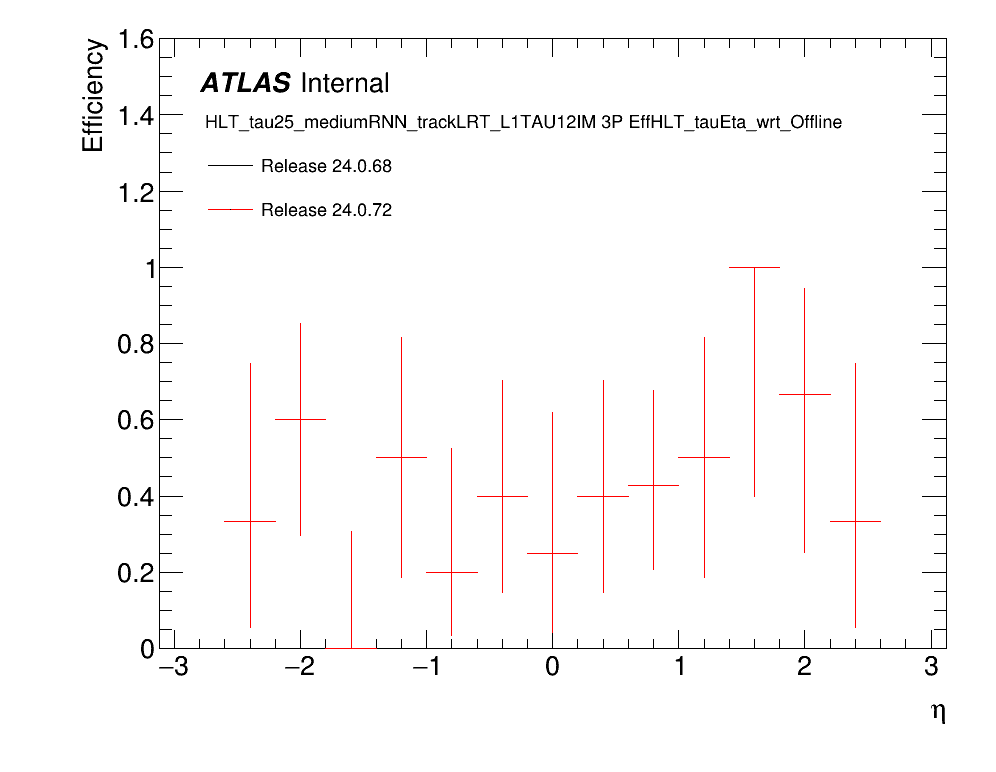 Efficiency
1.6
1.4
1.2
1
0.8
0.6
0.4
0.2
0
ATLAS Internal
HLT_tau25_mediumRNN_trackLRT_L1TAU12IM 3P EffHLT_tauEta_wrt_Offline
Release 24.0.68
Release 24.0.72
−3 −2 −1 0 1 2 3
η